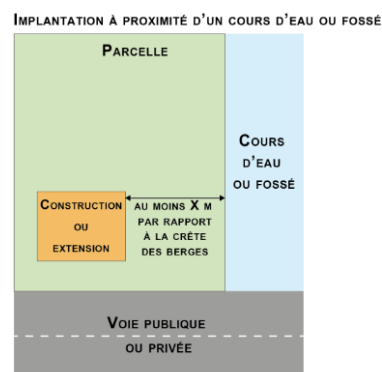 IMPLANTATION À PROXIMITÉ D'UN COURS D'EAU OU FOSSÉ
PARCELLE
COURS
D'EAU
OU FOSSÉ
CONSTRUCTION
OU
EXTENSION
AU MOINS X M
PAR RAPPORT
À LA CRÊTE
DES BERGES
VOIE PUBLIQUE
OU PRIVÉE